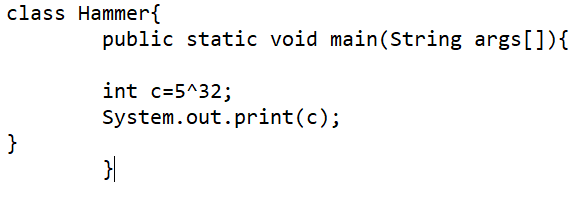 class Hammer{
public static void main(String args[]){
int c=5^32;
System.out.print(c);
}
}